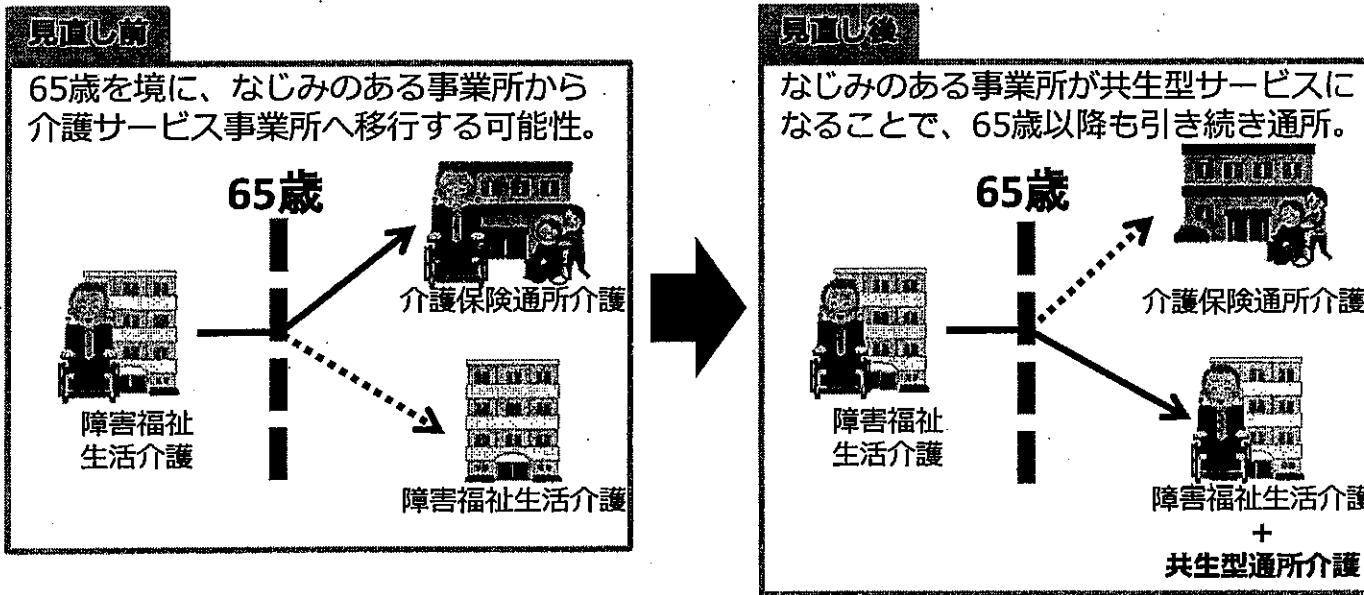 見直し前
65歳を境に、なじみのある事業所から
介護サービス事業所へ移行する可能性。
65歳
介護保険通所介護
障害福祉
生活介護
障害福祉生活介護
見直し後
なじみのある事業所が共生型サービスに
なることで、65歳以降も引き続き通所。
65歳
介護保険通所介護
障害福祉
生活介護
障害福祉生活介護
+
共生型通所介護